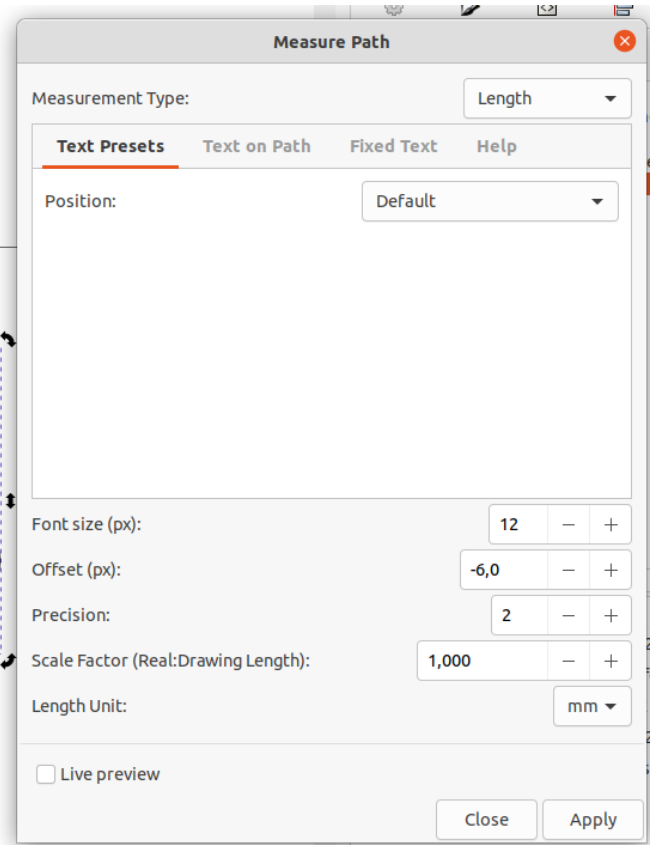 Measure Path
Measurement Type: Length
Text Presets Text on Path Fixed Text Help
Position: Default
Font size (px): 12 − +
Offset (px): -6,0 − +
Precision: 2 − +
Scale Factor (Real:Drawing Length): 1,000 − +
Length Unit: mm
Live preview
Close Apply